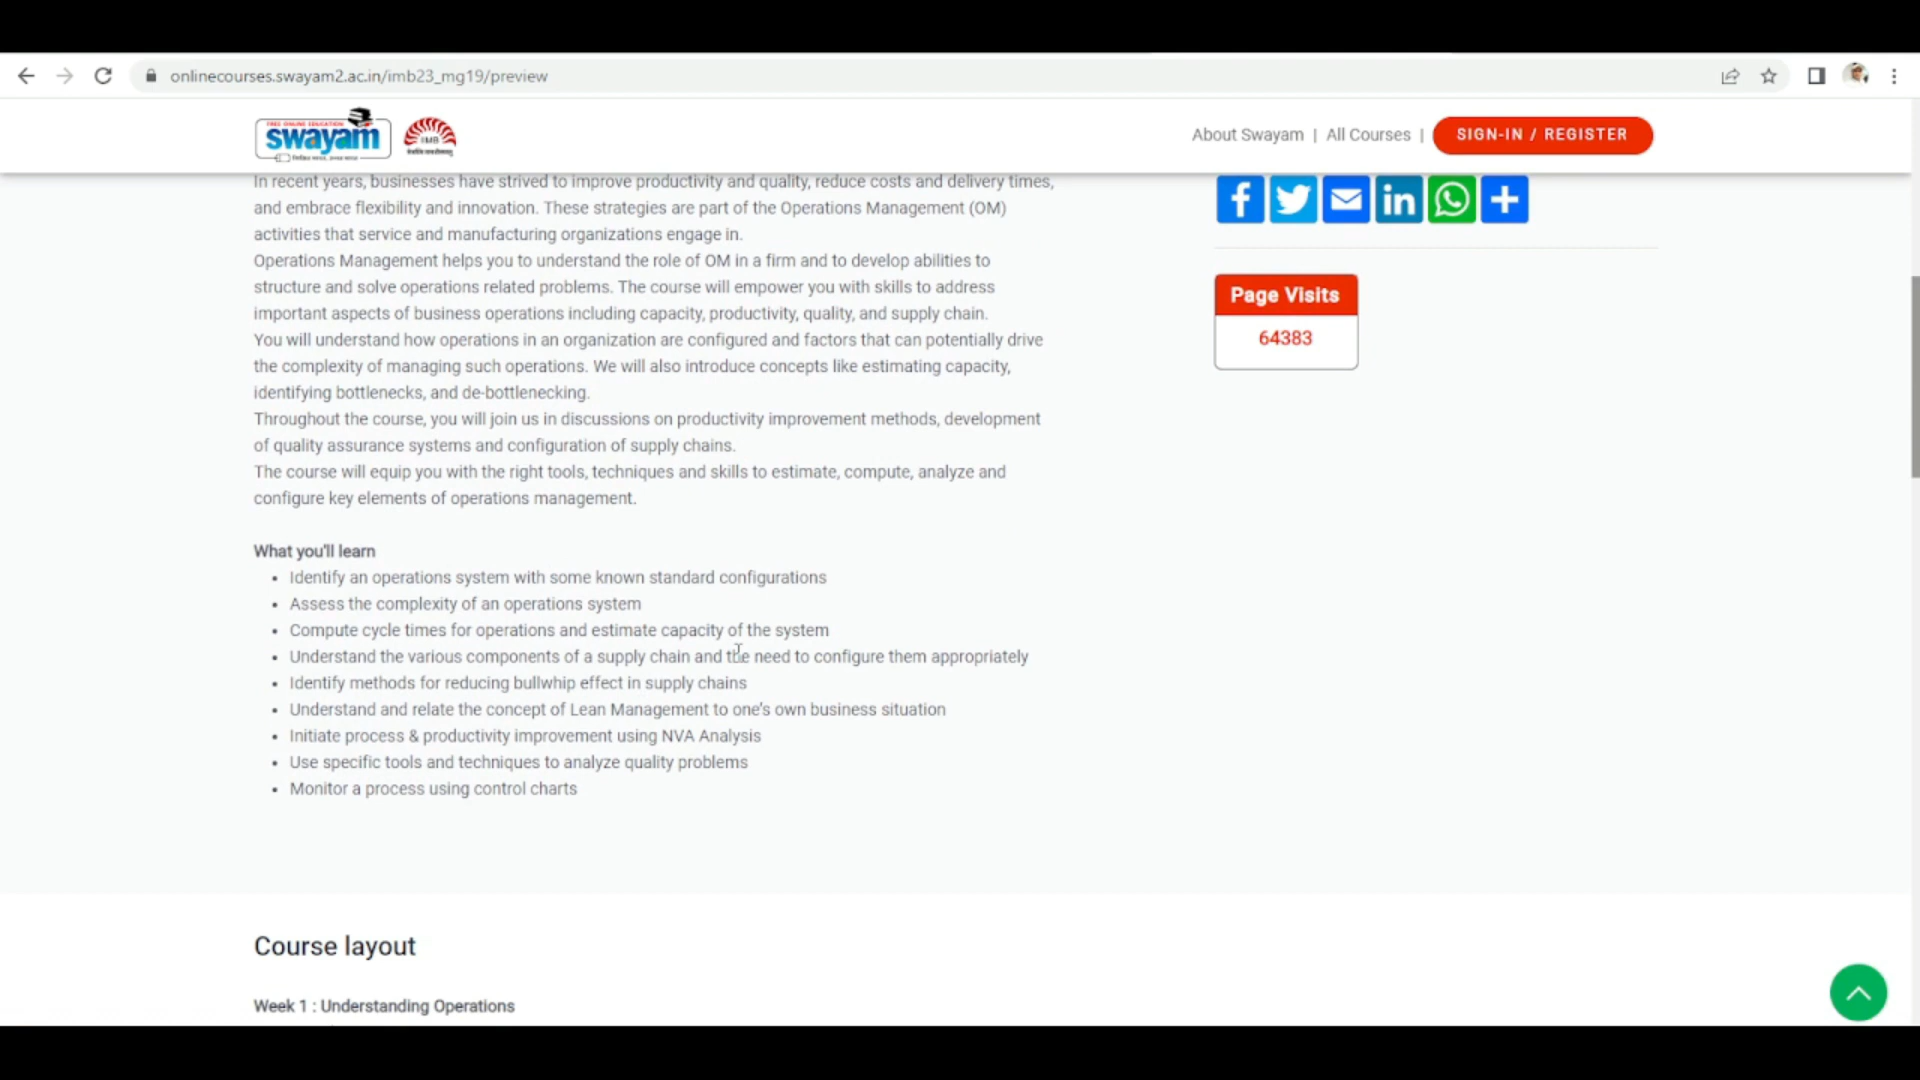 onlinecourses.swayam2.ac.in/imb23_mg19/preview
FREE ONLINE EDUCATION
swayam
IIMB
About Swayam | All Courses |
SIGN-IN / REGISTER
In recent years, businesses have strived to improve productivity and quality, reduce costs and delivery times,
and embrace flexibility and innovation. These strategies are part of the Operations Management (OM)
activities that service and manufacturing organizations engage in.
Operations Management helps you to understand the role of OM in a firm and to develop abilities to
structure and solve operations related problems. The course will empower you with skills to address
important aspects of business operations including capacity, productivity, quality, and supply chain.
You will understand how operations in an organization are configured and factors that can potentially drive
the complexity of managing such operations. We will also introduce concepts like estimating capacity,
identifying bottlenecks, and de-bottlenecking.
Throughout the course, you will join us in discussions on productivity improvement methods, development
of quality assurance systems and configuration of supply chains.
The course will equip you with the right tools, techniques and skills to estimate, compute, analyze and
configure key elements of operations management.
What you'll learn
Identify an operations system with some known standard configurations
Assess the complexity of an operations system
Compute cycle times for operations and estimate capacity of the system
Understand the various components of a supply chain and the need to configure them appropriately
Identify methods for reducing bullwhip effect in supply chains
Understand and relate the concept of Lean Management to one's own business situation
Initiate process & productivity improvement using NVA Analysis
Use specific tools and techniques to analyze quality problems
Monitor a process using control charts
Page Visits
64383
Course layout
Week 1 : Understanding Operations